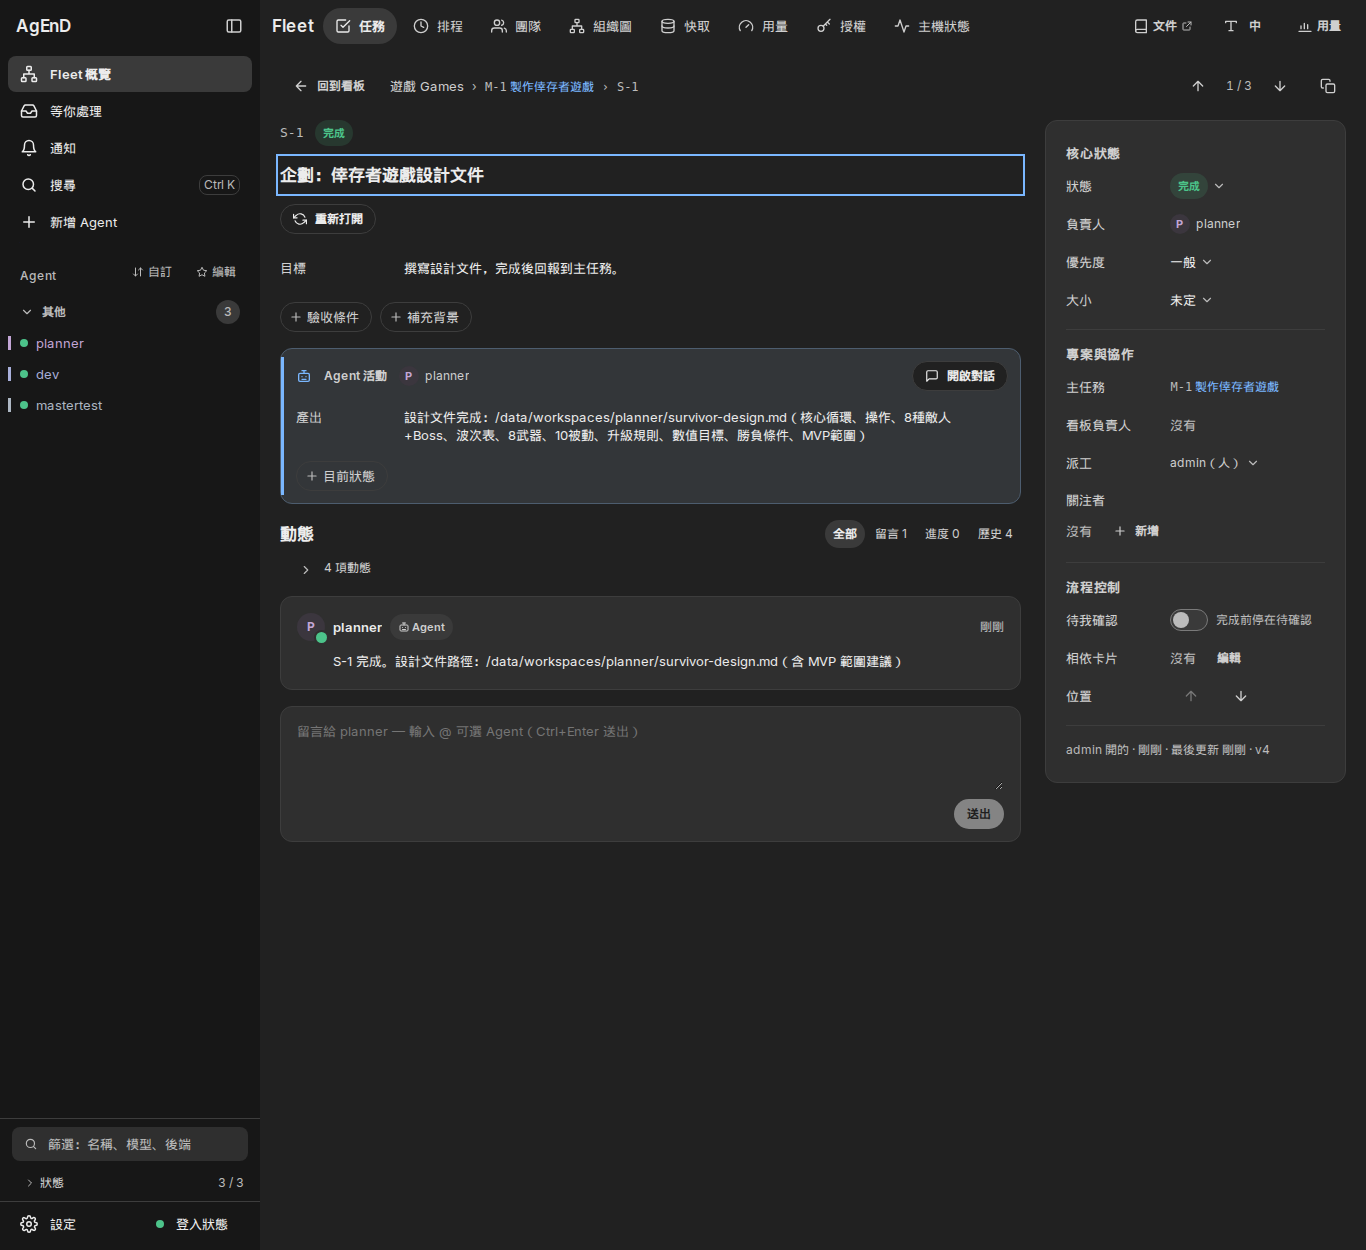 AgEnD
Fleet 概覽
等你處理
通知
搜尋
Ctrl K
新增 Agent
Agent
自訂
編輯
其他
3
planner
dev
mastertest
篩選：名稱、模型、後端
狀態
3 / 3
設定
登入狀態
Fleet
任務
排程
團隊
組織圖
快取
用量
授權
主機狀態
文件
中
用量
回到看板
遊戲 Games › M-1 製作倖存者遊戲 › S-1
1 / 3
S-1
完成
企劃：倖存者遊戲設計文件
重新打開
目標
撰寫設計文件，完成後回報到主任務。
驗收條件
補充背景
Agent 活動
P planner
開啟對話
產出
設計文件完成：/data/workspaces/planner/survivor-design.md（核心循環、操作、8種敵人
+Boss、波次表、8武器、10被動、升級規則、數值目標、勝負條件、MVP範圍）
目前狀態
動態
全部
留言 1
進度 0
歷史 4
4 項動態
P
planner
Agent
剛剛
S-1 完成。設計文件路徑：/data/workspaces/planner/survivor-design.md（含 MVP 範圍建議）
留言給 planner — 輸入 @ 可選 Agent（Ctrl+Enter 送出）
送出
核心狀態
狀態
完成
負責人
P planner
優先度
一般
大小
未定
專案與協作
主任務
M-1 製作倖存者遊戲
看板負責人
沒有
派工
admin（人）
關注者
沒有
新增
流程控制
待我確認
完成前停在待確認
相依卡片
沒有
編輯
位置
admin 開的 · 剛剛 · 最後更新 剛剛 · v4